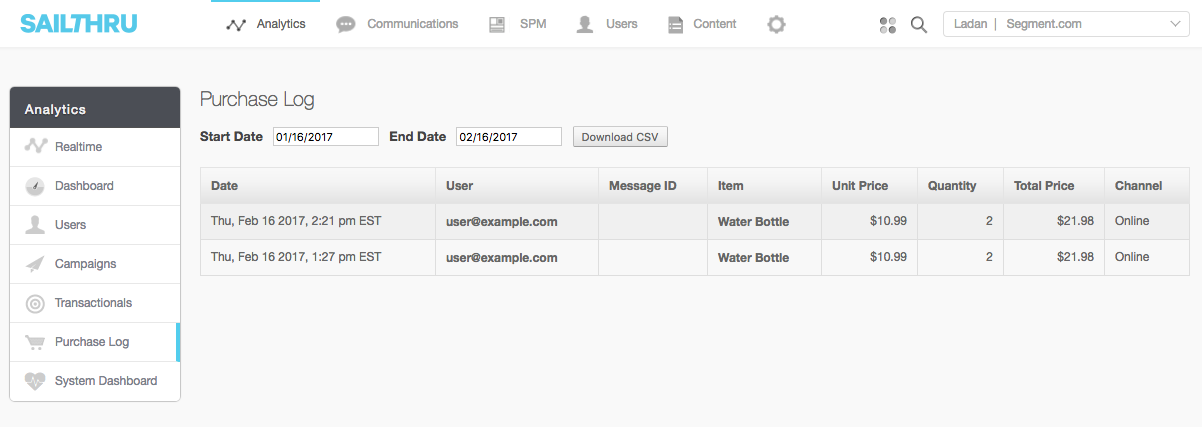 SAILTHRU Analytics Communications SPM Users Content Ladan | Segment.com
Analytics
Realtime
Dashboard
Users
Campaigns
Transactionals
Purchase Log
System Dashboard
Purchase Log
Start Date 01/16/2017 End Date 02/16/2017 Download CSV
Date User Message ID Item Unit Price Quantity Total Price Channel
Thu, Feb 16 2017, 2:21 pm EST user@example.com Water Bottle $10.99 2 $21.98 Online
Thu, Feb 16 2017, 1:27 pm EST user@example.com Water Bottle $10.99 2 $21.98 Online